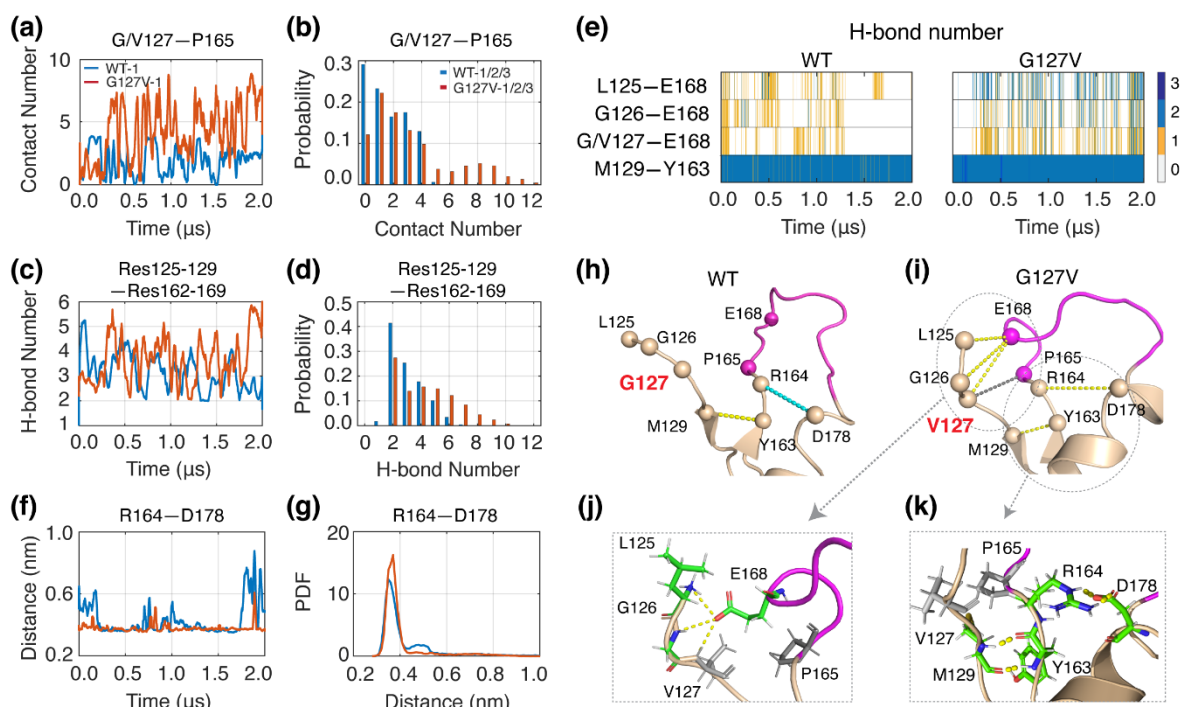 (a)
G/V127—P165
Contact Number
10
5
0
WT-1
G127V-1
0.0 0.5 1.0 1.5 2.0
Time (µs)
(b)
G/V127—P165
Probability
0.3
0.2
0.1
0.0
WT-1/2/3
G127V-1/2/3
0 2 4 6 8 10 12
Contact Number
(c)
Res125-129
—Res162-169
H-bond Number
6
5
4
3
2
1
0.0 0.5 1.0 1.5 2.0
Time (µs)
(d)
Res125-129
—Res162-169
Probability
0.5
0.4
0.3
0.2
0.1
0.0
0 2 4 6 8 10 12
H-bond Number
(e)
H-bond number
WT
G127V
L125—E168
G126—E168
G/V127—E168
M129—Y163
0.0 0.5 1.0 1.5 2.0
Time (µs)
0.0 0.5 1.0 1.5 2.0
Time (µs)
3
2
1
0
(f)
R164—D178
Distance (nm)
1.0
0.6
0.2
0.0 0.5 1.0 1.5 2.0
Time (µs)
(g)
R164—D178
PDF
20
10
0
0.2 0.4 0.6 0.8 1.0
Distance (nm)
(h)
WT
L125
G126
E168
P165
R164
G127
M129
Y163
D178
(i)
G127V
E168
L125
P165
G126
R164
D178
V127
Y163
M129
(j)
L125
E168
G126
V127
P165
(k)
P165
R164
D178
V127
M129
Y163